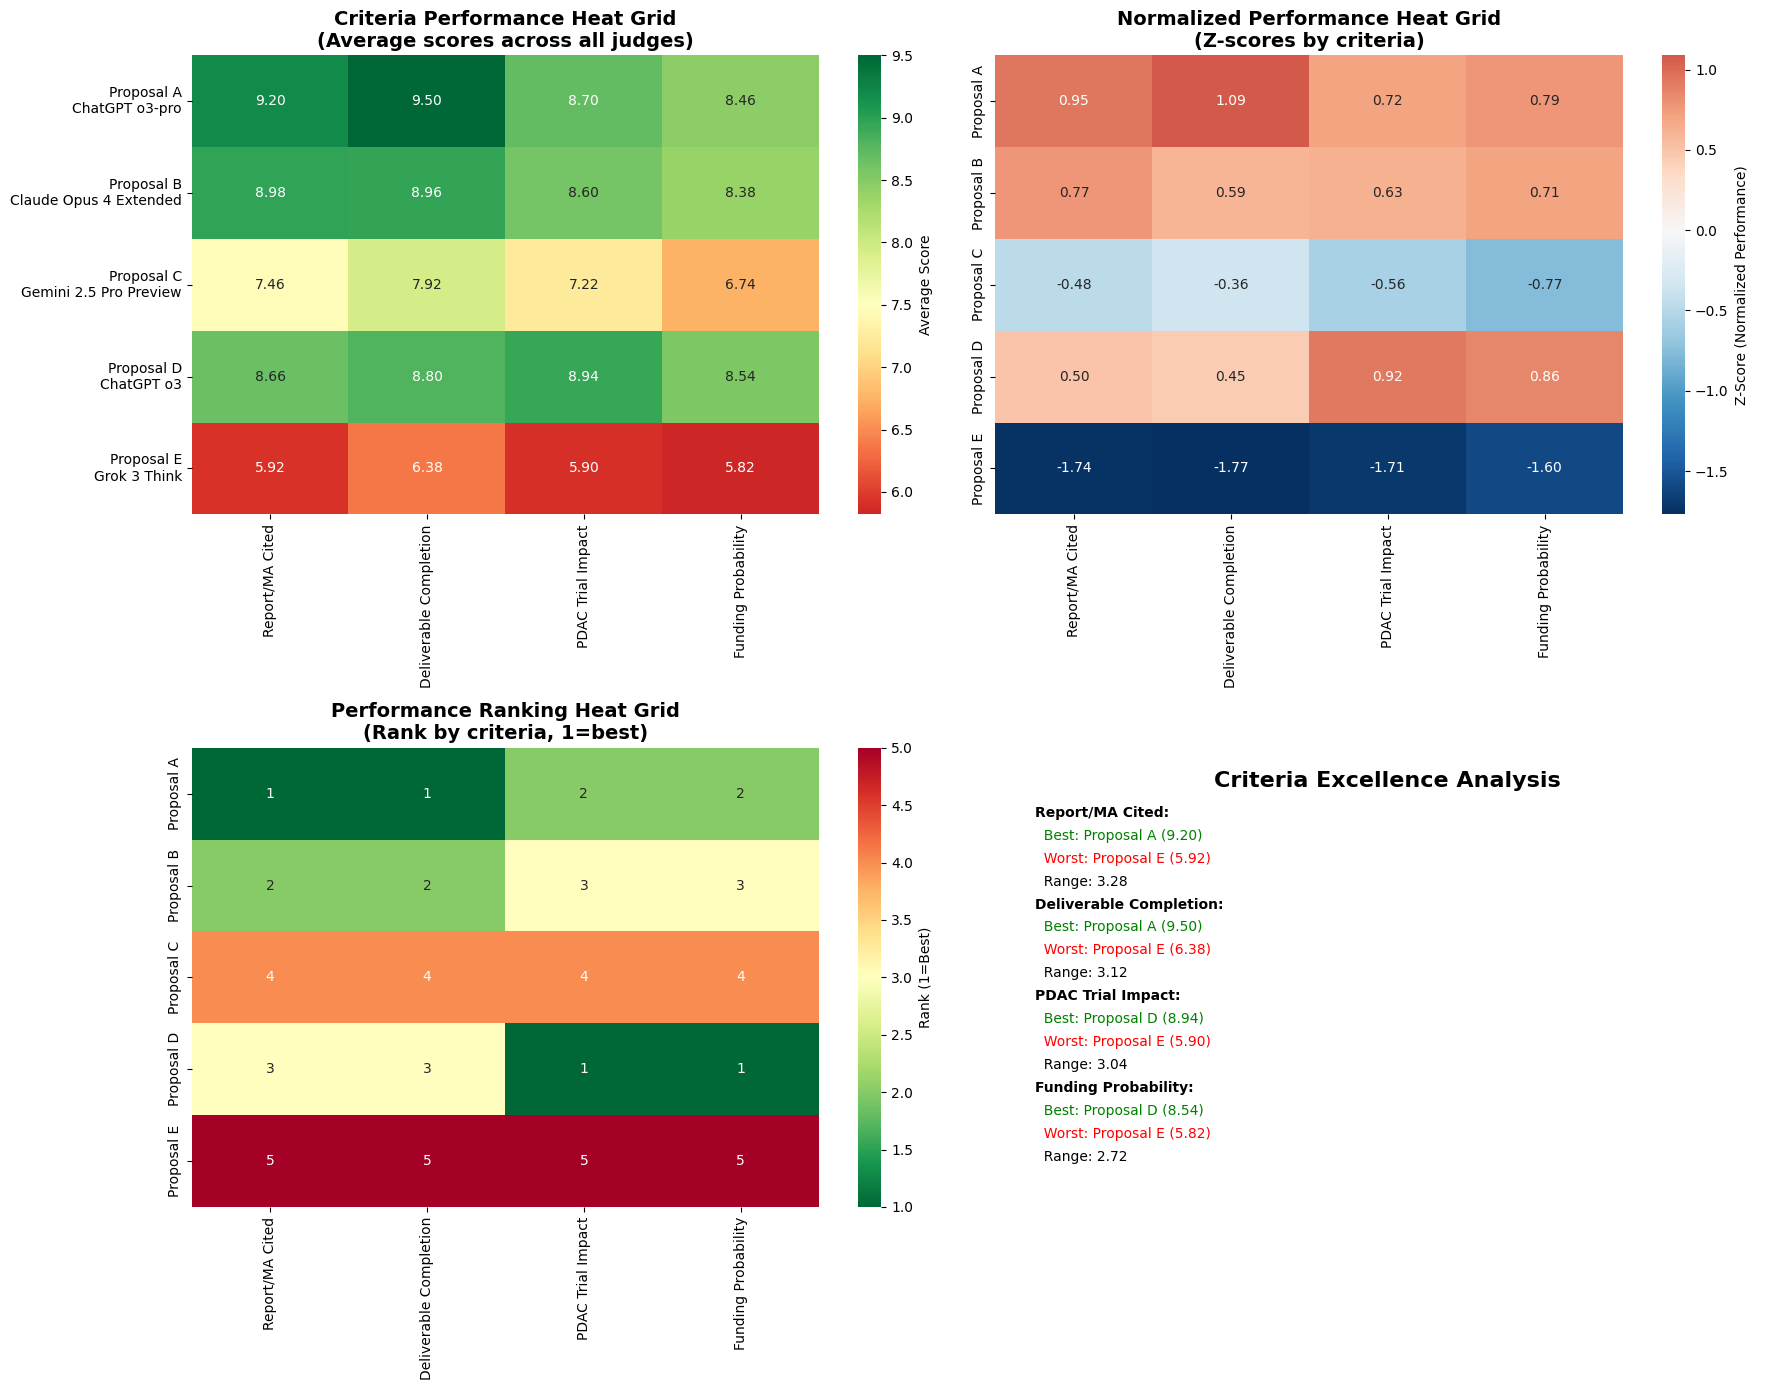 Criteria Performance Heat Grid
(Average scores across all judges)
Proposal A
ChatGPT o3-pro
9.20 9.50 8.70 8.46
Proposal B
Claude Opus 4 Extended
8.98 8.96 8.60 8.38
Proposal C
Gemini 2.5 Pro Preview
7.46 7.92 7.22 6.74
Proposal D
ChatGPT o3
8.66 8.80 8.94 8.54
Proposal E
Grok 3 Think
5.92 6.38 5.90 5.82
Report/MA Cited
Deliverable Completion
PDAC Trial Impact
Funding Probability
9.5
9.0
8.5
8.0
7.5
7.0
6.5
6.0
Average Score
Normalized Performance Heat Grid
(Z-scores by criteria)
Proposal A
0.95 1.09 0.72 0.79
Proposal B
0.77 0.59 0.63 0.71
Proposal C
-0.48 -0.36 -0.56 -0.77
Proposal D
0.50 0.45 0.92 0.86
Proposal E
-1.74 -1.77 -1.71 -1.60
Report/MA Cited
Deliverable Completion
PDAC Trial Impact
Funding Probability
1.0
0.5
0.0
−0.5
−1.0
−1.5
Z-Score (Normalized Performance)
Performance Ranking Heat Grid
(Rank by criteria, 1=best)
Proposal A
1 1 2 2
Proposal B
2 2 3 3
Proposal C
4 4 4 4
Proposal D
3 3 1 1
Proposal E
5 5 5 5
Report/MA Cited
Deliverable Completion
PDAC Trial Impact
Funding Probability
5.0
4.5
4.0
3.5
3.0
2.5
2.0
1.5
1.0
Rank (1=Best)
Criteria Excellence Analysis
Report/MA Cited:
Best: Proposal A (9.20)
Worst: Proposal E (5.92)
Range: 3.28
Deliverable Completion:
Best: Proposal A (9.50)
Worst: Proposal E (6.38)
Range: 3.12
PDAC Trial Impact:
Best: Proposal D (8.94)
Worst: Proposal E (5.90)
Range: 3.04
Funding Probability:
Best: Proposal D (8.54)
Worst: Proposal E (5.82)
Range: 2.72